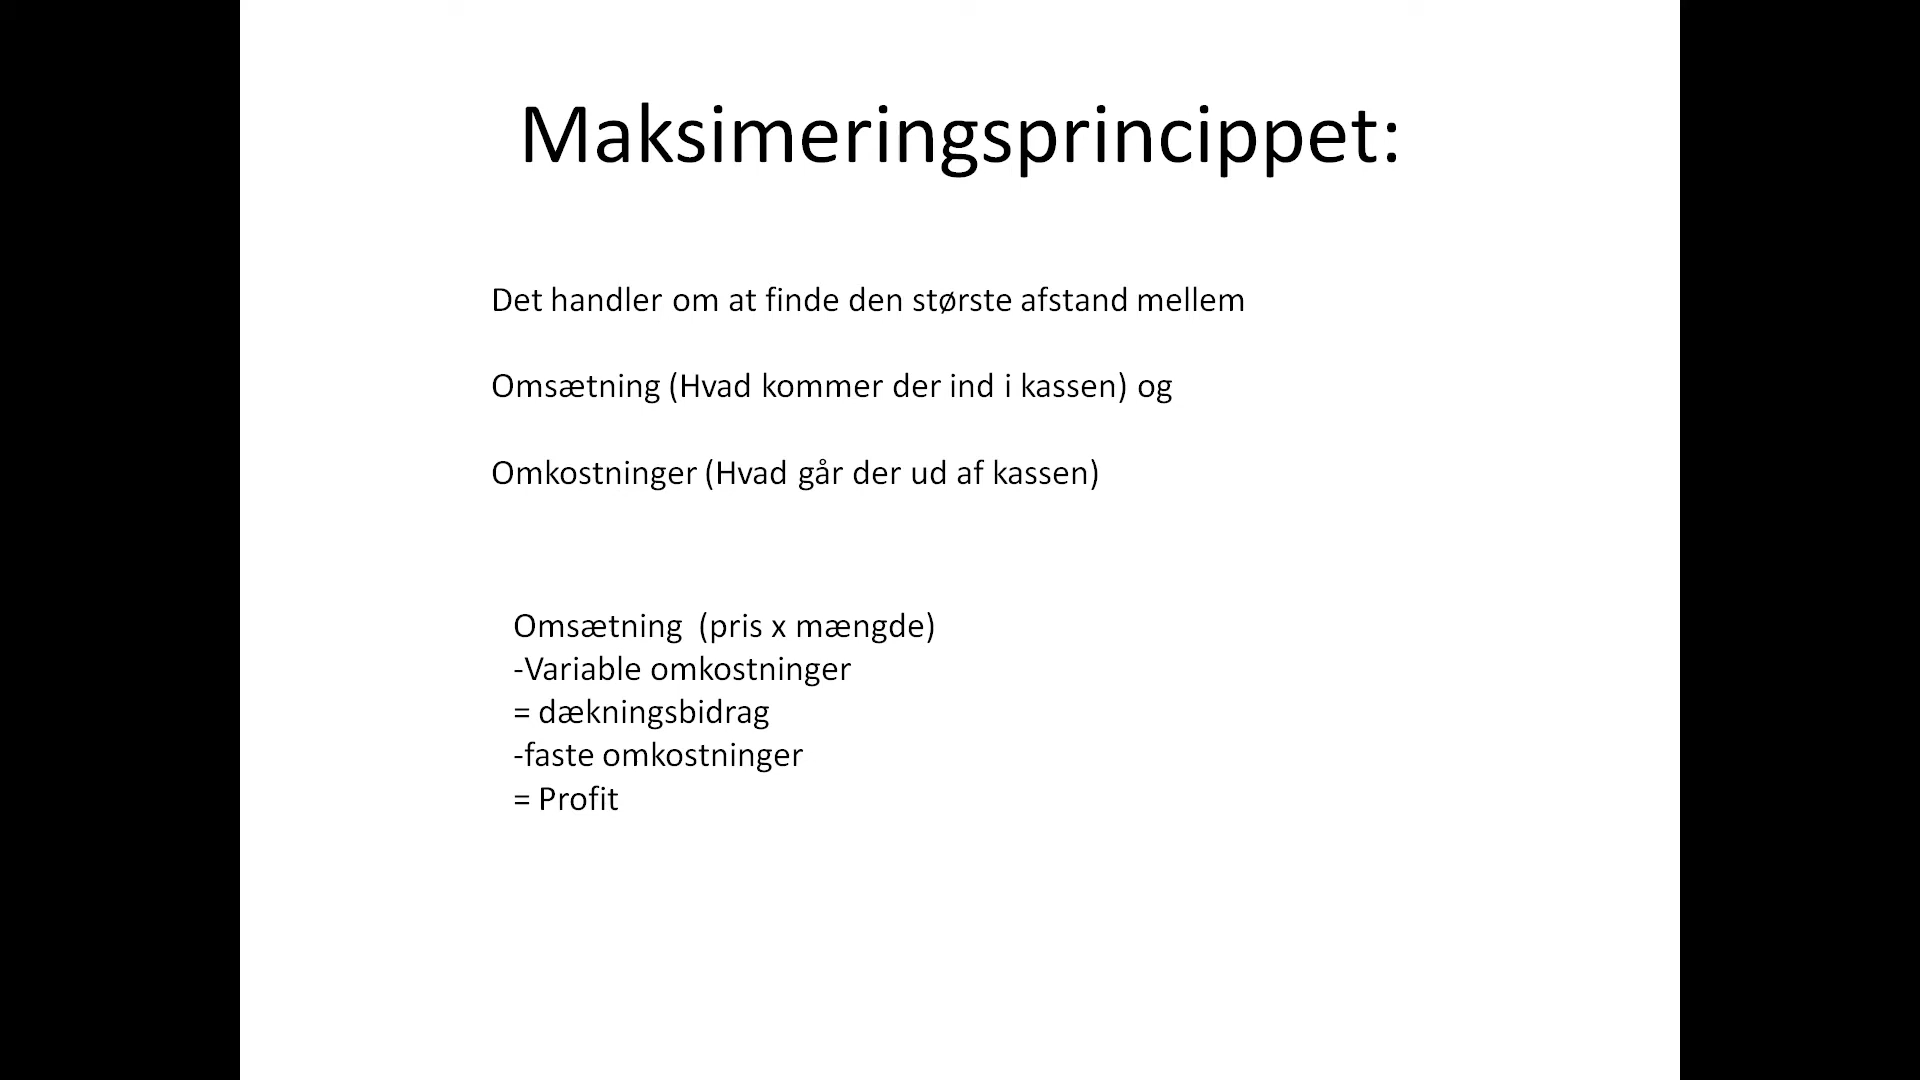 Maksimeringsprincippet:
Det handler om at finde den største afstand mellem
Omsætning (Hvad kommer der ind i kassen) og
Omkostninger (Hvad går der ud af kassen)
Omsætning  (pris x mængde)
-Variable omkostninger
= dækningsbidrag
-faste omkostninger
= Profit